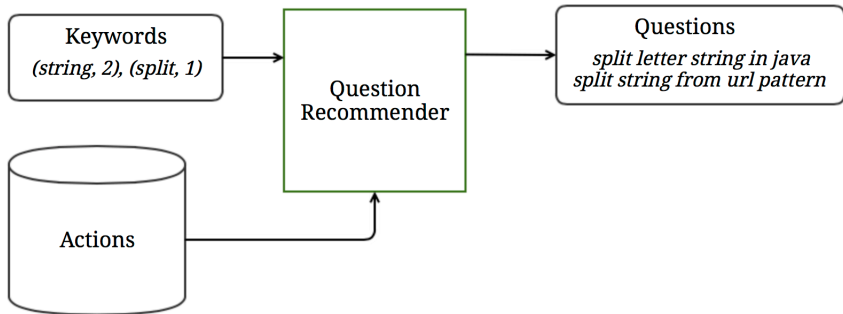 Keywords
(string, 2), (split, 1)
Question
Recommender
Questions
split letter string in java
split string from url pattern
Actions